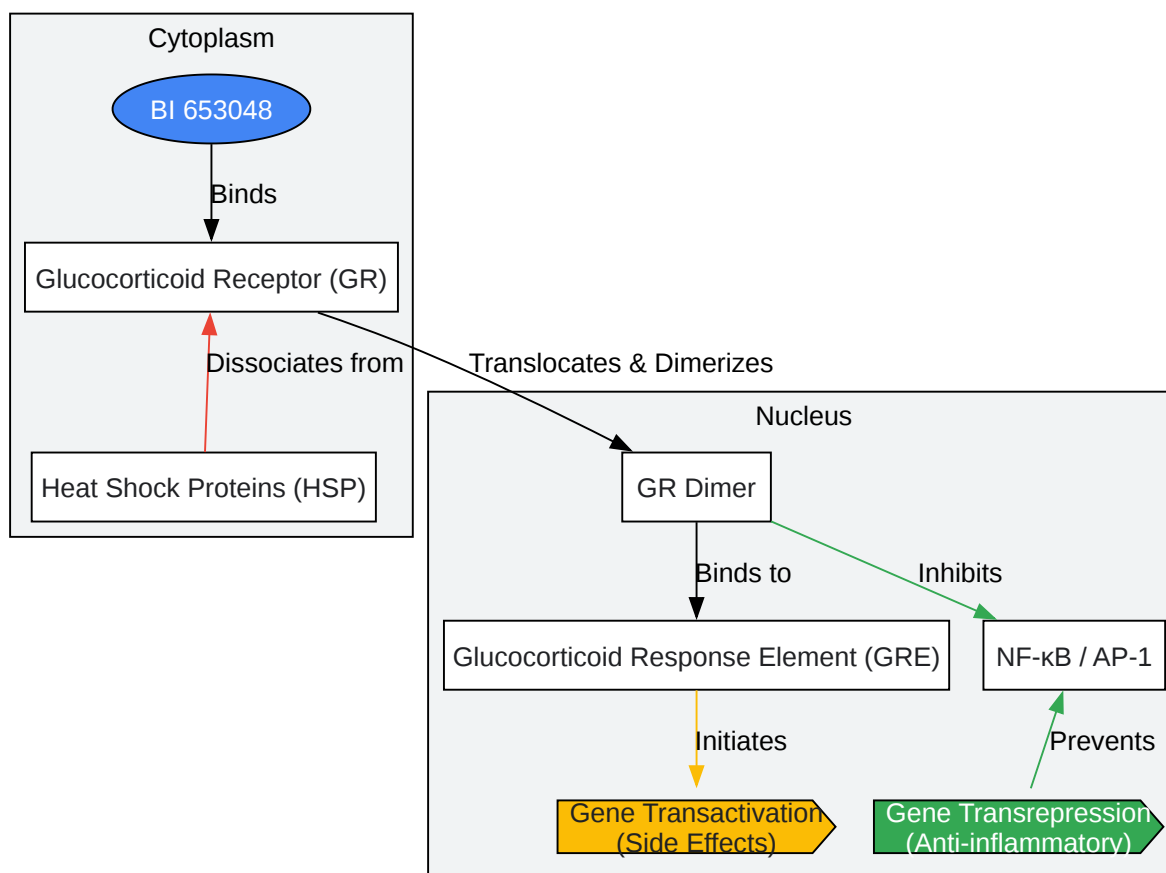 Cytoplasm
BI 653048
Binds
Glucocorticoid Receptor (GR)
Dissociates from
Translocates & Dimerizes
Heat Shock Proteins (HSP)
Nucleus
GR Dimer
Binds to
Inhibits
Glucocorticoid Response Element (GRE)
NF-κB / AP-1
Initiates
Prevents
Gene Transactivation
(Side Effects)
Gene Transrepression
(Anti-inflammatory)